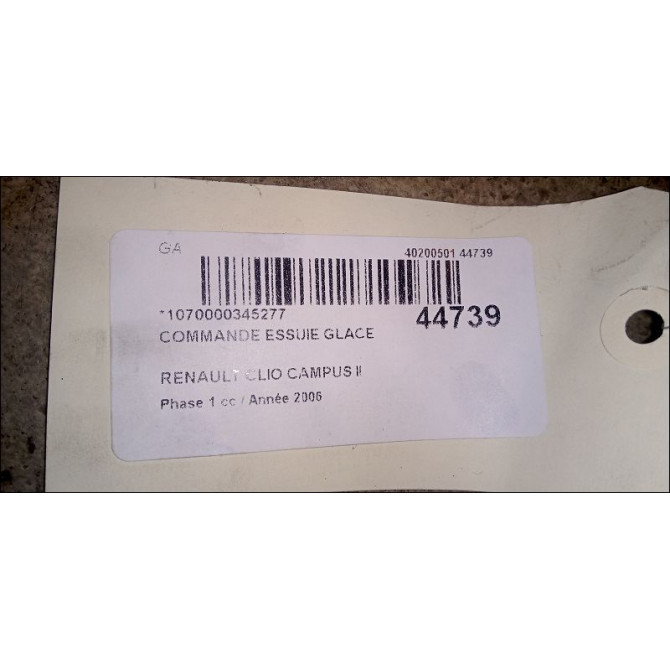 GA
40200501 44739
*1070000345277
44739
COMMANDE ESSUIE GLACE
RENAULT CLIO CAMPUS II
Phase 1 cc / Année 2006